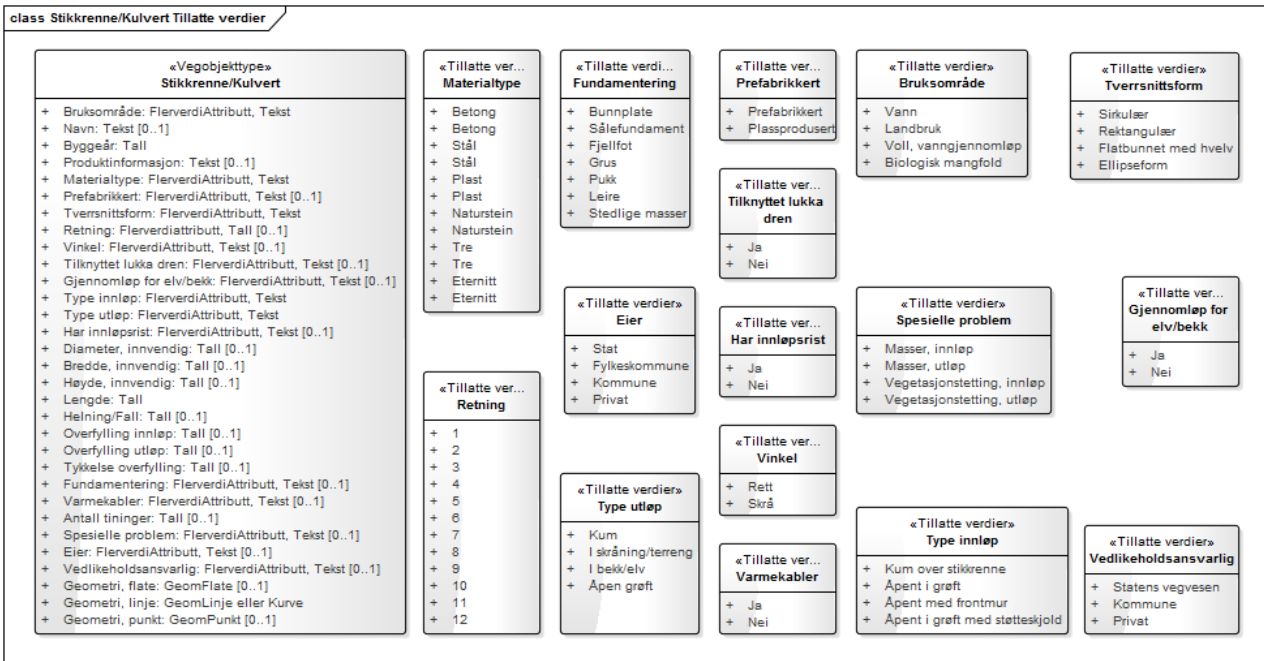 class Stikkrenne/Kulvert Tillatte verdier
«Vegobjekttype»
Stikkrenne/Kulvert
+ Bruksområde: FlerverdiAttributt, Tekst
+ Navn: Tekst [0..1]
+ Byggeår: Tall
+ Produktinformasjon: Tekst [0..1]
+ Materialtype: FlerverdiAttributt, Tekst
+ Prefabrikkert: FlerverdiAttributt, Tekst [0..1]
+ Tverrsnittsform: FlerverdiAttributt, Tekst
+ Retning: Flerverdiattributt, Tall [0..1]
+ Vinkel: FlerverdiAttributt, Tekst [0..1]
+ Tilknyttet lukka dren: FlerverdiAttributt, Tekst [0..1]
+ Gjennomløp for elv/bekk: FlerverdiAttributt, Tekst [0..1]
+ Type innløp: FlerverdiAttributt, Tekst
+ Type utløp: FlerverdiAttributt, Tekst
+ Har innløpsrist: FlerverdiAttributt, Tekst [0..1]
+ Diameter, innvendig: Tall [0..1]
+ Bredde, innvendig: Tall [0..1]
+ Høyde, innvendig: Tall [0..1]
+ Lengde: Tall
+ Helning/Fall: Tall [0..1]
+ Overfylling innløp: Tall [0..1]
+ Overfylling utløp: Tall [0..1]
+ Tykkelse overfylling: Tall [0..1]
+ Fundamentering: FlerverdiAttributt, Tekst [0..1]
+ Varmekabler: FlerverdiAttributt, Tekst [0..1]
+ Antall tininger: Tall [0..1]
+ Spesielle problem: FlerverdiAttributt, Tekst [0..1]
+ Eier: FlerverdiAttributt, Tekst [0..1]
+ Vedlikeholdsansvarlig: FlerverdiAttributt, Tekst [0..1]
+ Geometri, flate: GeomFlate [0..1]
+ Geometri, linje: GeomLinje eller Kurve
+ Geometri, punkt: GeomPunkt [0..1]
«Tillatte ver...
Materialtype
+ Betong
+ Betong
+ Stål
+ Stål
+ Plast
+ Plast
+ Naturstein
+ Naturstein
+ Tre
+ Tre
+ Eternitt
+ Eternitt
«Tillatte ver...
Retning
+ 1
+ 2
+ 3
+ 4
+ 5
+ 6
+ 7
+ 8
+ 9
+ 10
+ 11
+ 12
«Tillatte verdi...
Fundamentering
+ Bunnplate
+ Sålefundament
+ Fjellfot
+ Grus
+ Pukk
+ Leire
+ Stedlige masser
«Tillatte verdier»
Eier
+ Stat
+ Fylkeskommune
+ Kommune
+ Privat
«Tillatte verdier»
Type utløp
+ Kum
+ I skråning/terreng
+ I bekk/elv
+ Åpen grøft
«Tillatte ver...
Prefabrikkert
+ Prefabrikkert
+ Plassprodusert
«Tillatte ver...
Tilknyttet lukka
dren
+ Ja
+ Nei
«Tillatte ver...
Har innløpsrist
+ Ja
+ Nei
«Tillatte ver...
Vinkel
+ Rett
+ Skrå
«Tillatte ver...
Varmekabler
+ Ja
+ Nei
«Tillatte verdier»
Bruksområde
+ Vann
+ Landbruk
+ Voll, vanngjennomløp
+ Biologisk mangfold
«Tillatte verdier»
Spesielle problem
+ Masser, innløp
+ Masser, utløp
+ Vegetasjonstetting, innløp
+ Vegetasjonstetting, utløp
«Tillatte verdier»
Type innløp
+ Kum over stikkrenne
+ Åpent i grøft
+ Åpent med frontmur
+ Åpent i grøft med støtteskjold
«Tillatte verdier»
Tverrsnittsform
+ Sirkulær
+ Rektangulær
+ Flatbunnet med hvelv
+ Ellipseform
«Tillatte ver...
Gjennomløp for
elv/bekk
+ Ja
+ Nei
«Tillatte verdier»
Vedlikeholdsansvarlig
+ Statens vegvesen
+ Kommune
+ Privat